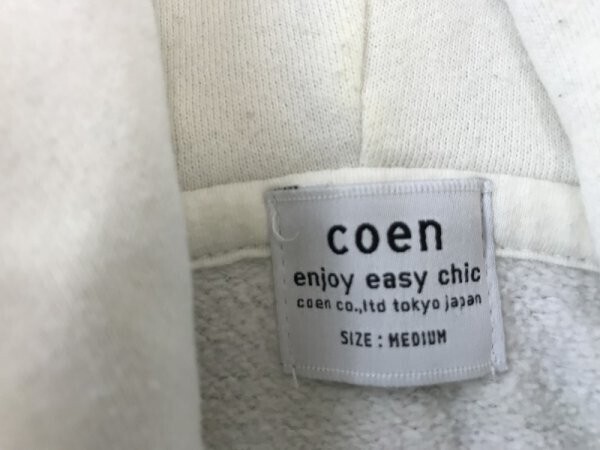 coen
enjoy easy chic
coen co.,ltd tokyo japan
SIZE : MEDIUM